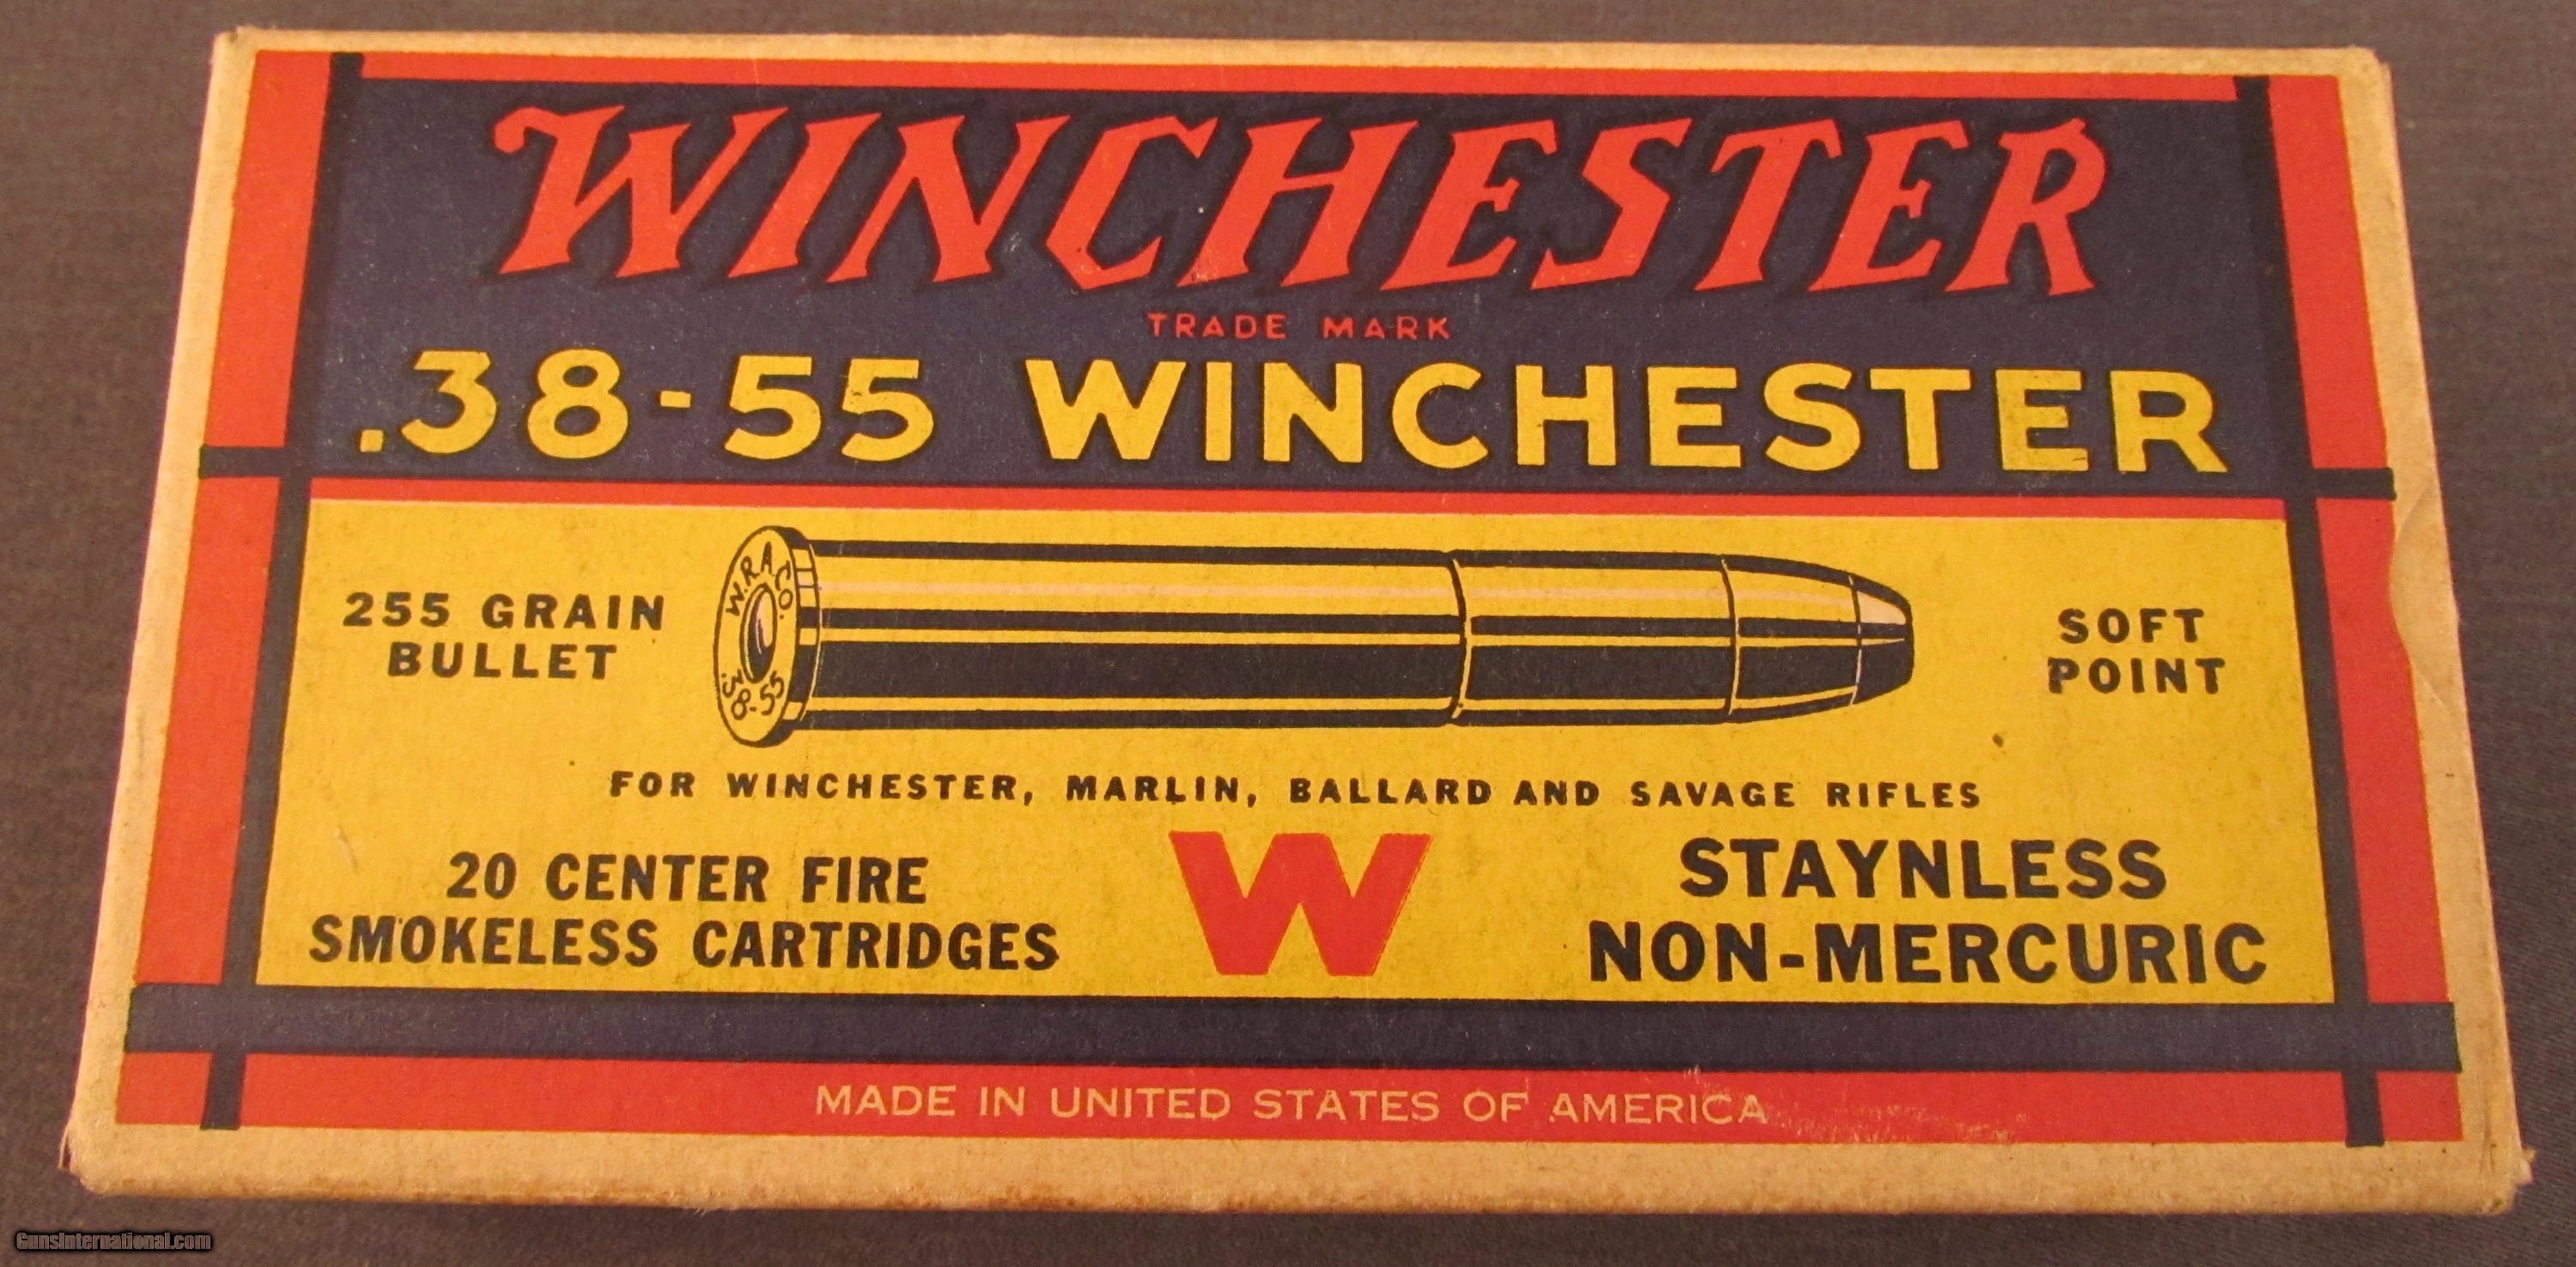 WINCHESTER
TRADE MARK
.38-55 WINCHESTER
255 GRAIN
BULLET
W.R.A.CO.
.38-55
SOFT
POINT
FOR WINCHESTER, MARLIN, BALLARD AND SAVAGE RIFLES
20 CENTER FIRE
SMOKELESS CARTRIDGES
W
STAYNLESS
NON-MERCURIC
MADE IN UNITED STATES OF AMERICA
GunsInternational.com